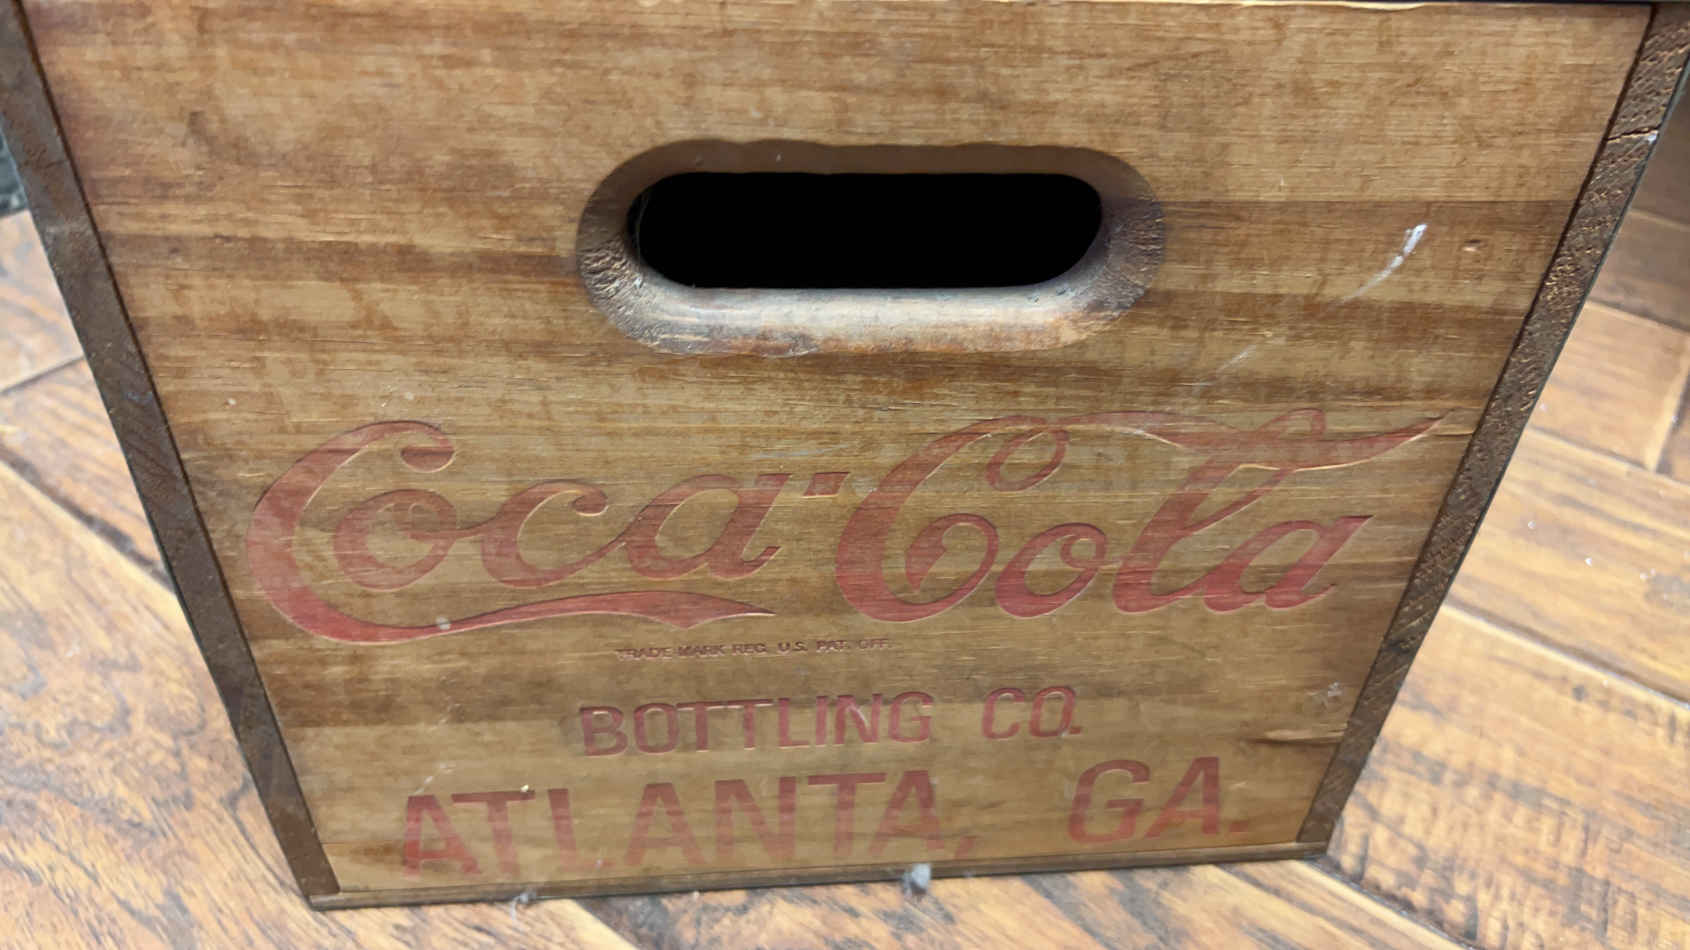 Coca-Cola
TRADE MARK REG. U.S. PAT. OFF.
BOTTLING CO.
ATLANTA, GA.